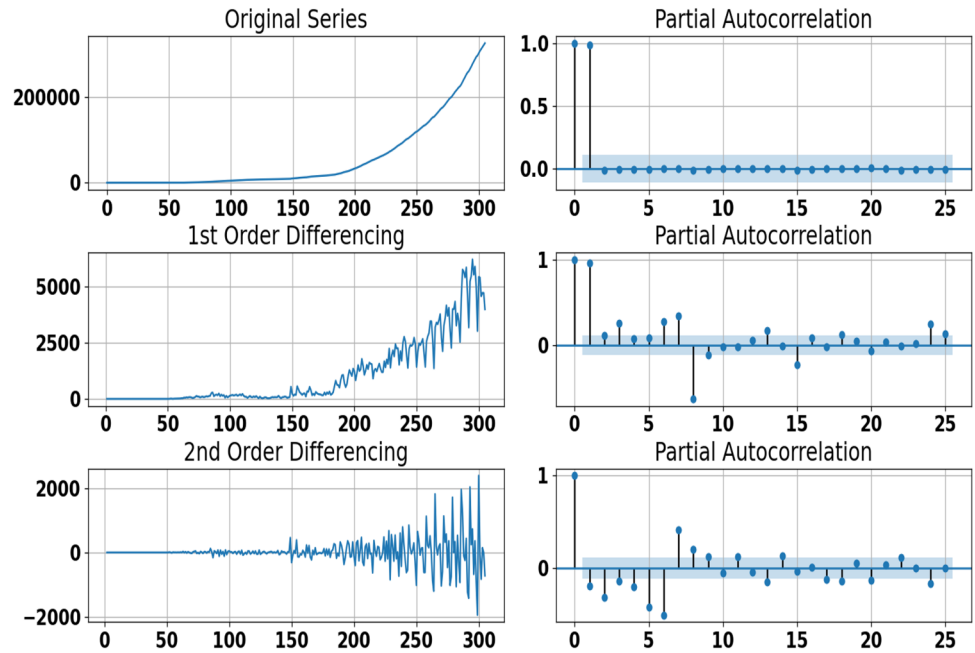 Original Series
Partial Autocorrelation
200000
0
0 50 100 150 200 250 300
1.0
0.5
0.0
0 5 10 15 20 25
1st Order Differencing
Partial Autocorrelation
5000
2500
0
0 50 100 150 200 250 300
1
0
0 5 10 15 20 25
2nd Order Differencing
Partial Autocorrelation
2000
0
−2000
0 50 100 150 200 250 300
1
0
0 5 10 15 20 25